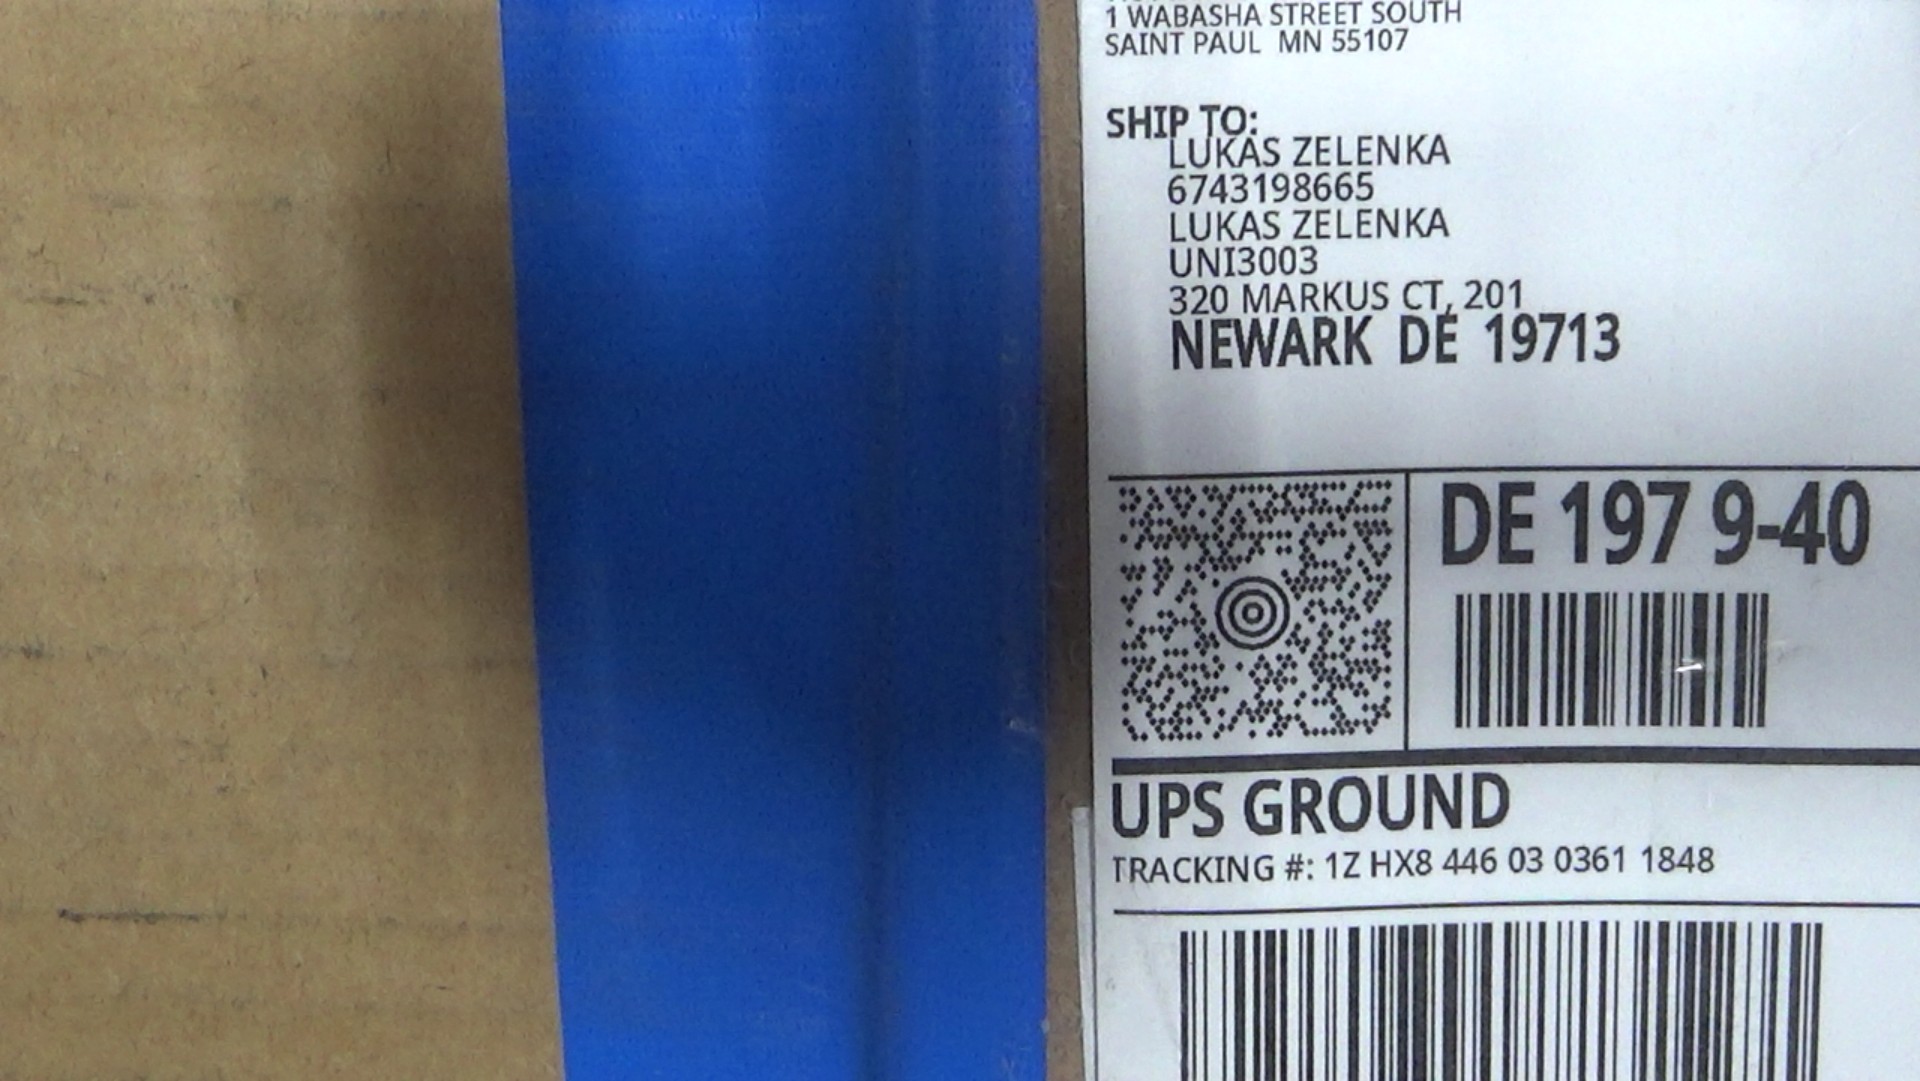 1 WABASHA STREET SOUTH
SAINT PAUL MN 55107
SHIP TO:
LUKAS ZELENKA
6743198665
LUKAS ZELENKA
UNI3003
320 MARKUS CT, 201
NEWARK DE 19713
DE 197 9-40
UPS GROUND
TRACKING #: 1Z HX8 446 03 0361 1848